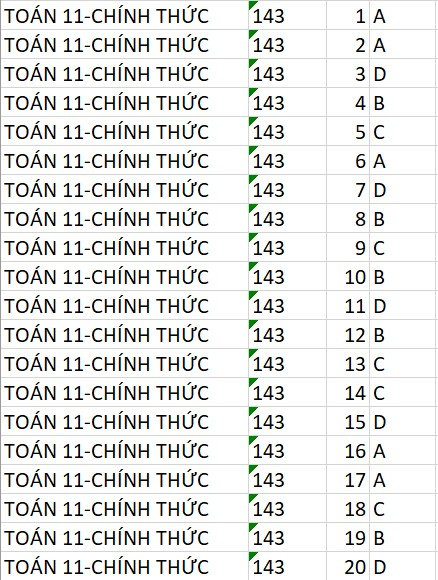 TOÁN 11-CHÍNH THỨC 143 1 A
TOÁN 11-CHÍNH THỨC 143 2 A
TOÁN 11-CHÍNH THỨC 143 3 D
TOÁN 11-CHÍNH THỨC 143 4 B
TOÁN 11-CHÍNH THỨC 143 5 C
TOÁN 11-CHÍNH THỨC 143 6 A
TOÁN 11-CHÍNH THỨC 143 7 D
TOÁN 11-CHÍNH THỨC 143 8 B
TOÁN 11-CHÍNH THỨC 143 9 C
TOÁN 11-CHÍNH THỨC 143 10 B
TOÁN 11-CHÍNH THỨC 143 11 D
TOÁN 11-CHÍNH THỨC 143 12 B
TOÁN 11-CHÍNH THỨC 143 13 C
TOÁN 11-CHÍNH THỨC 143 14 C
TOÁN 11-CHÍNH THỨC 143 15 D
TOÁN 11-CHÍNH THỨC 143 16 A
TOÁN 11-CHÍNH THỨC 143 17 A
TOÁN 11-CHÍNH THỨC 143 18 C
TOÁN 11-CHÍNH THỨC 143 19 B
TOÁN 11-CHÍNH THỨC 143 20 D